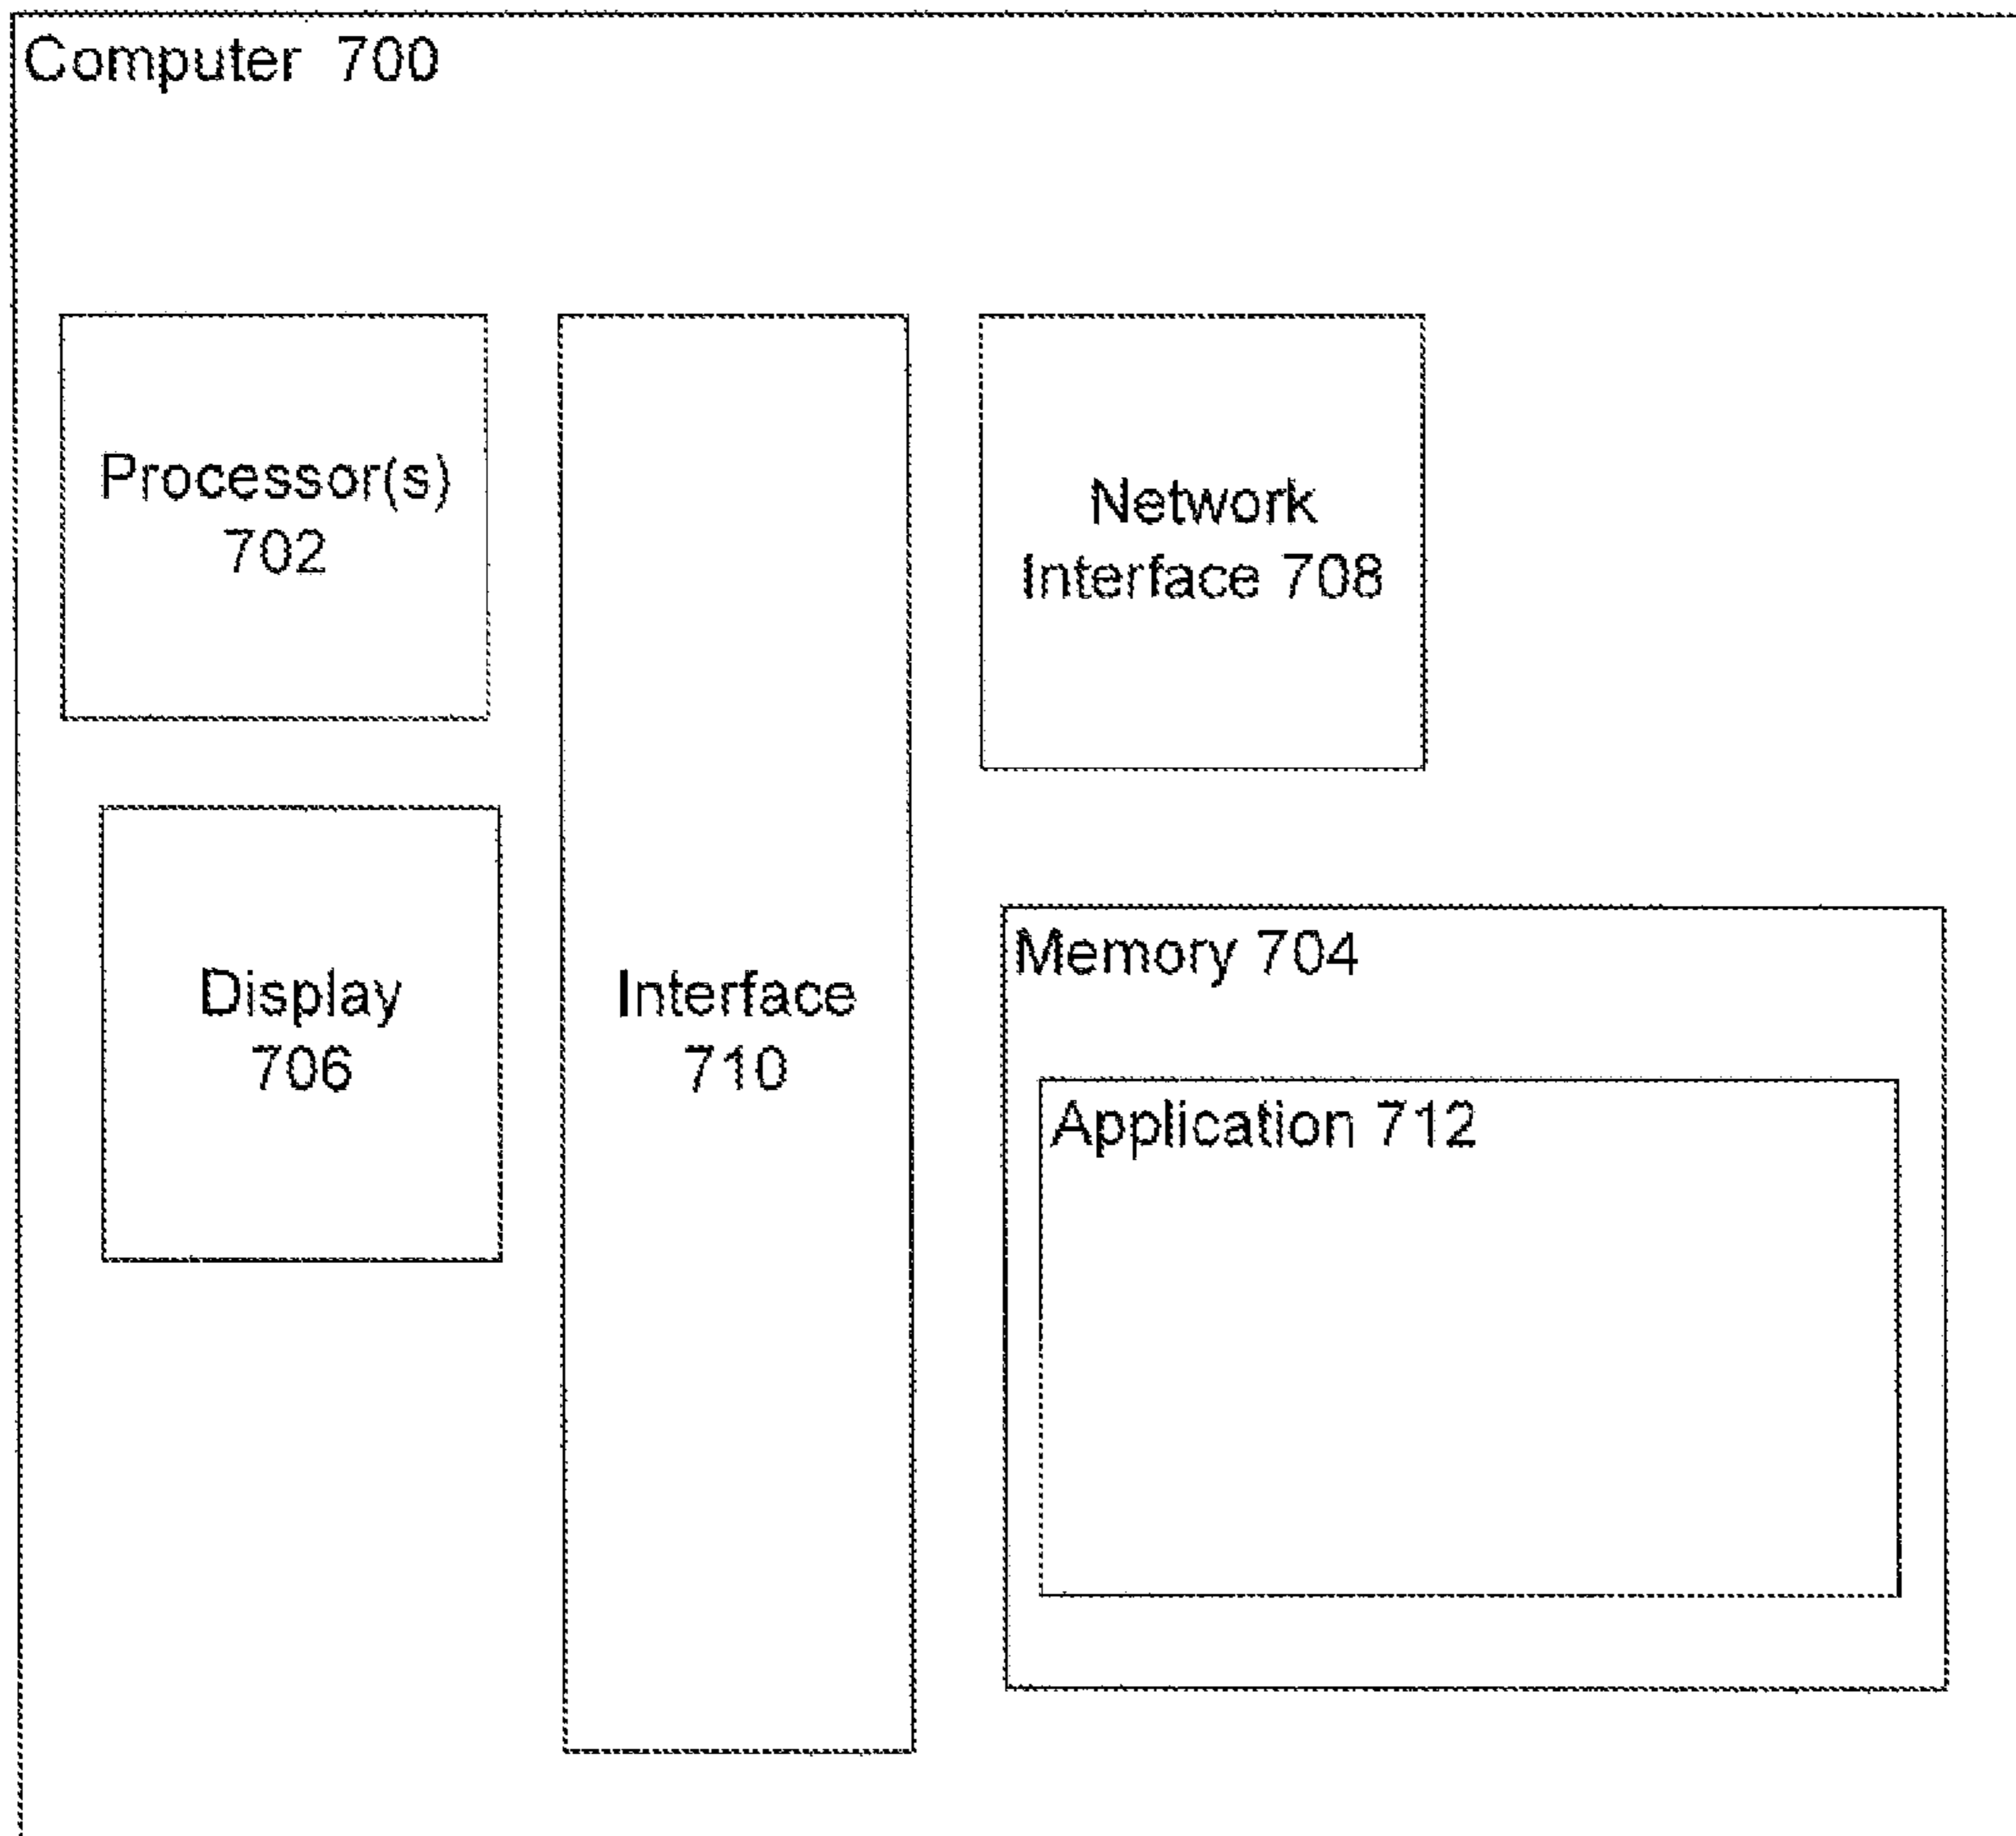 Computer 700
Processor(s)
702
Network
Interface 708
Display
706
Interface
710
Memory 704
Application 712